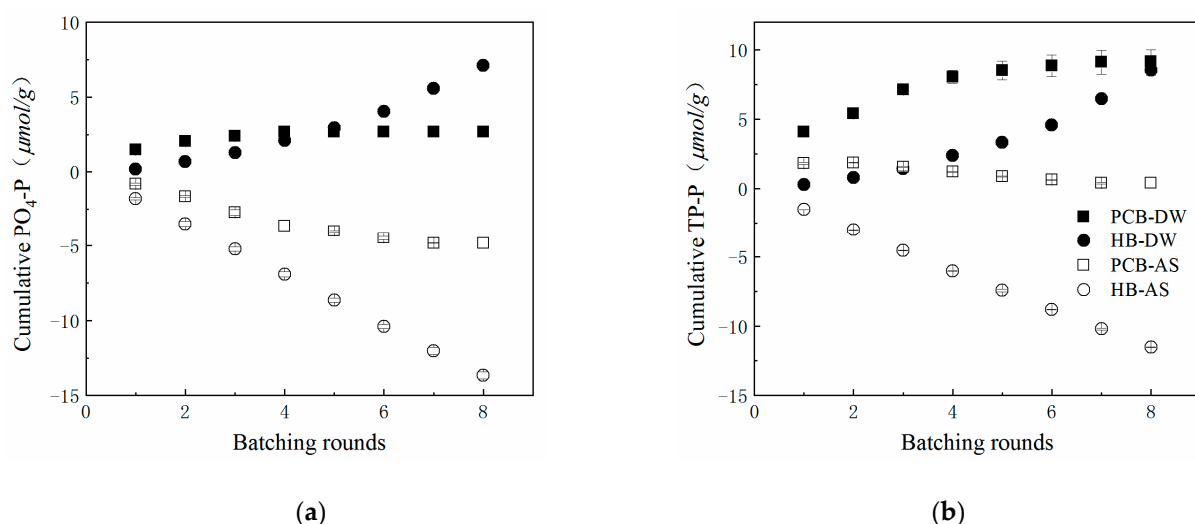 10
5
0
−5
−10
−15
Cumulative PO4-P（μmol/g）
0 2 4 6 8
Batching rounds
(a)
10
5
0
−5
−10
−15
Cumulative TP-P（μmol/g）
PCB-DW
HB-DW
PCB-AS
HB-AS
0 2 4 6 8
Batching rounds
(b)